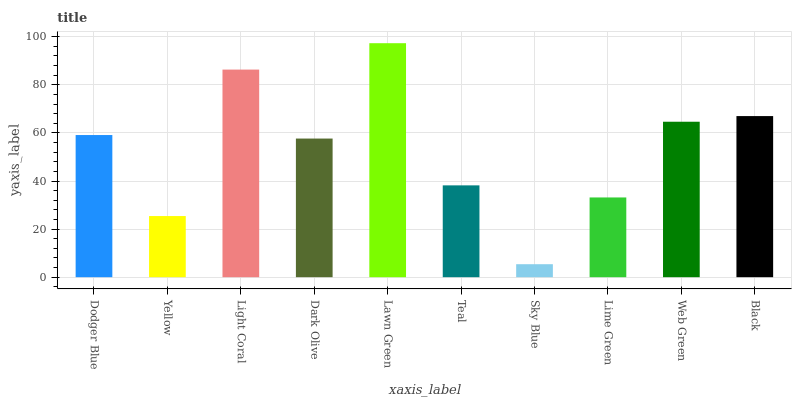 title
yaxis_label
100
80
60
40
20
0
Dodger Blue
Yellow
Light Coral
Dark Olive
Lawn Green
Teal
Sky Blue
Lime Green
Web Green
Black
xaxis_label